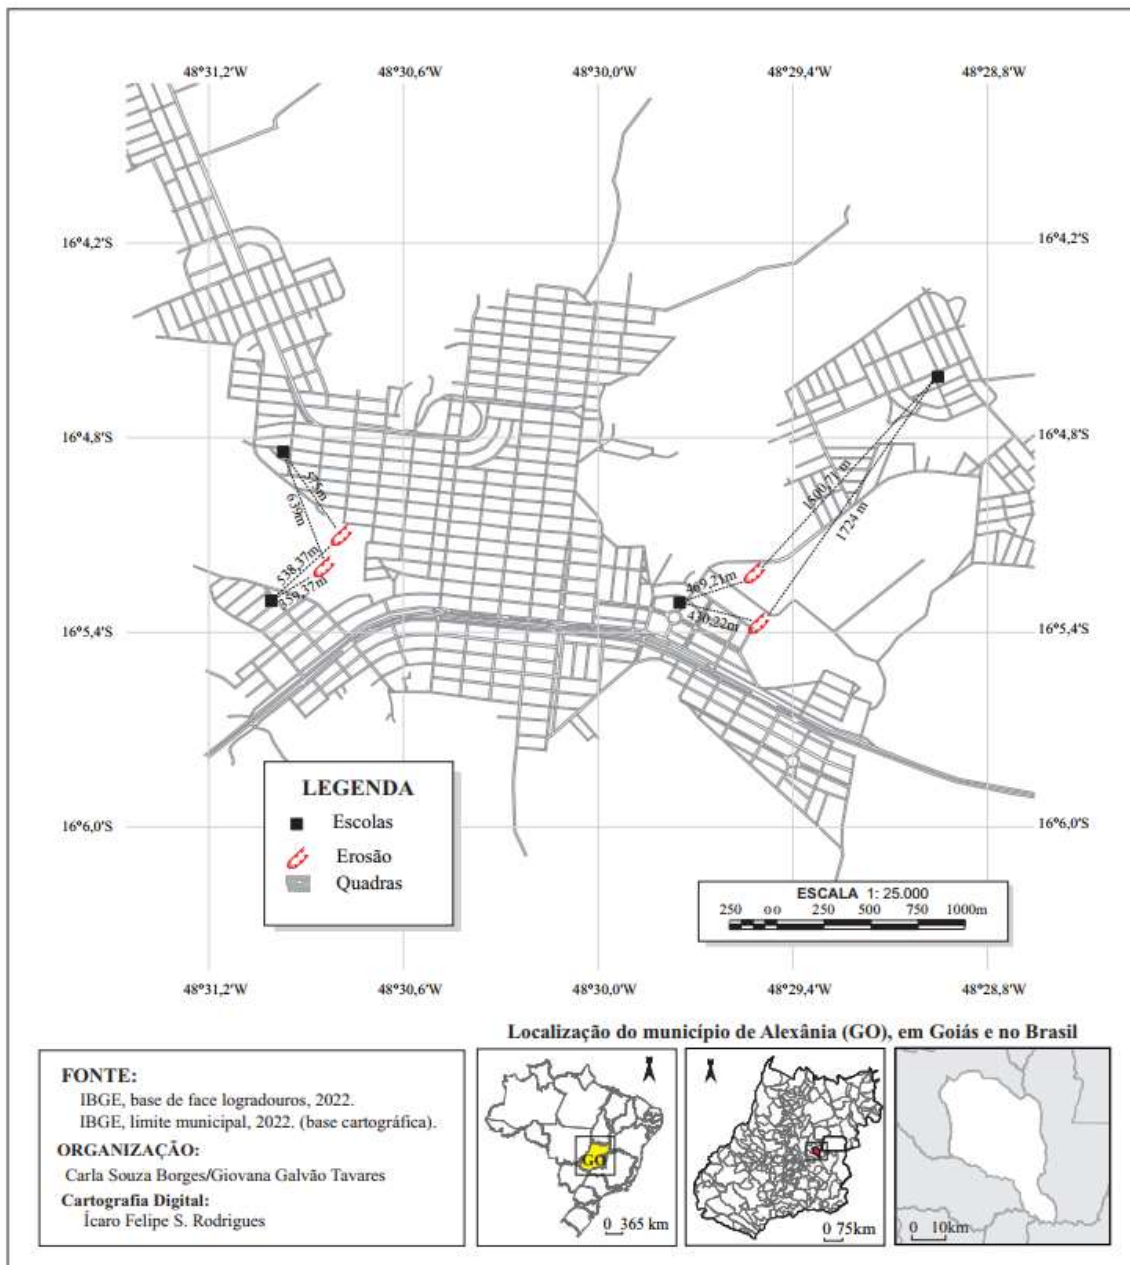 48°31,2'W 48°30,6'W 48°30,0'W 48°29,4'W 48°28,8'W
16°4,2'S 16°4,2'S
16°4,8'S 16°4,8'S
575m
639m
1500,71 m
1724 m
538,37m
359,37m
469,21m
430,22m
16°5,4'S 16°5,4'S
LEGENDA
Escolas
Erosão
Quadras
16°6,0'S 16°6,0'S
ESCALA 1: 25.000
250 0 0 250 500 750 1000m
48°31,2'W 48°30,6'W 48°30,0'W 48°29,4'W 48°28,8'W
Localização do município de Alexânia (GO), em Goiás e no Brasil
FONTE:
IBGE, base de face logradouros, 2022.
IBGE, limite municipal, 2022. (base cartográfica).
ORGANIZAÇÃO:
Carla Souza Borges/Giovana Galvão Tavares
Cartografia Digital:
Ícaro Felipe S. Rodrigues
GO
0 365 km
0 75km
0 10km